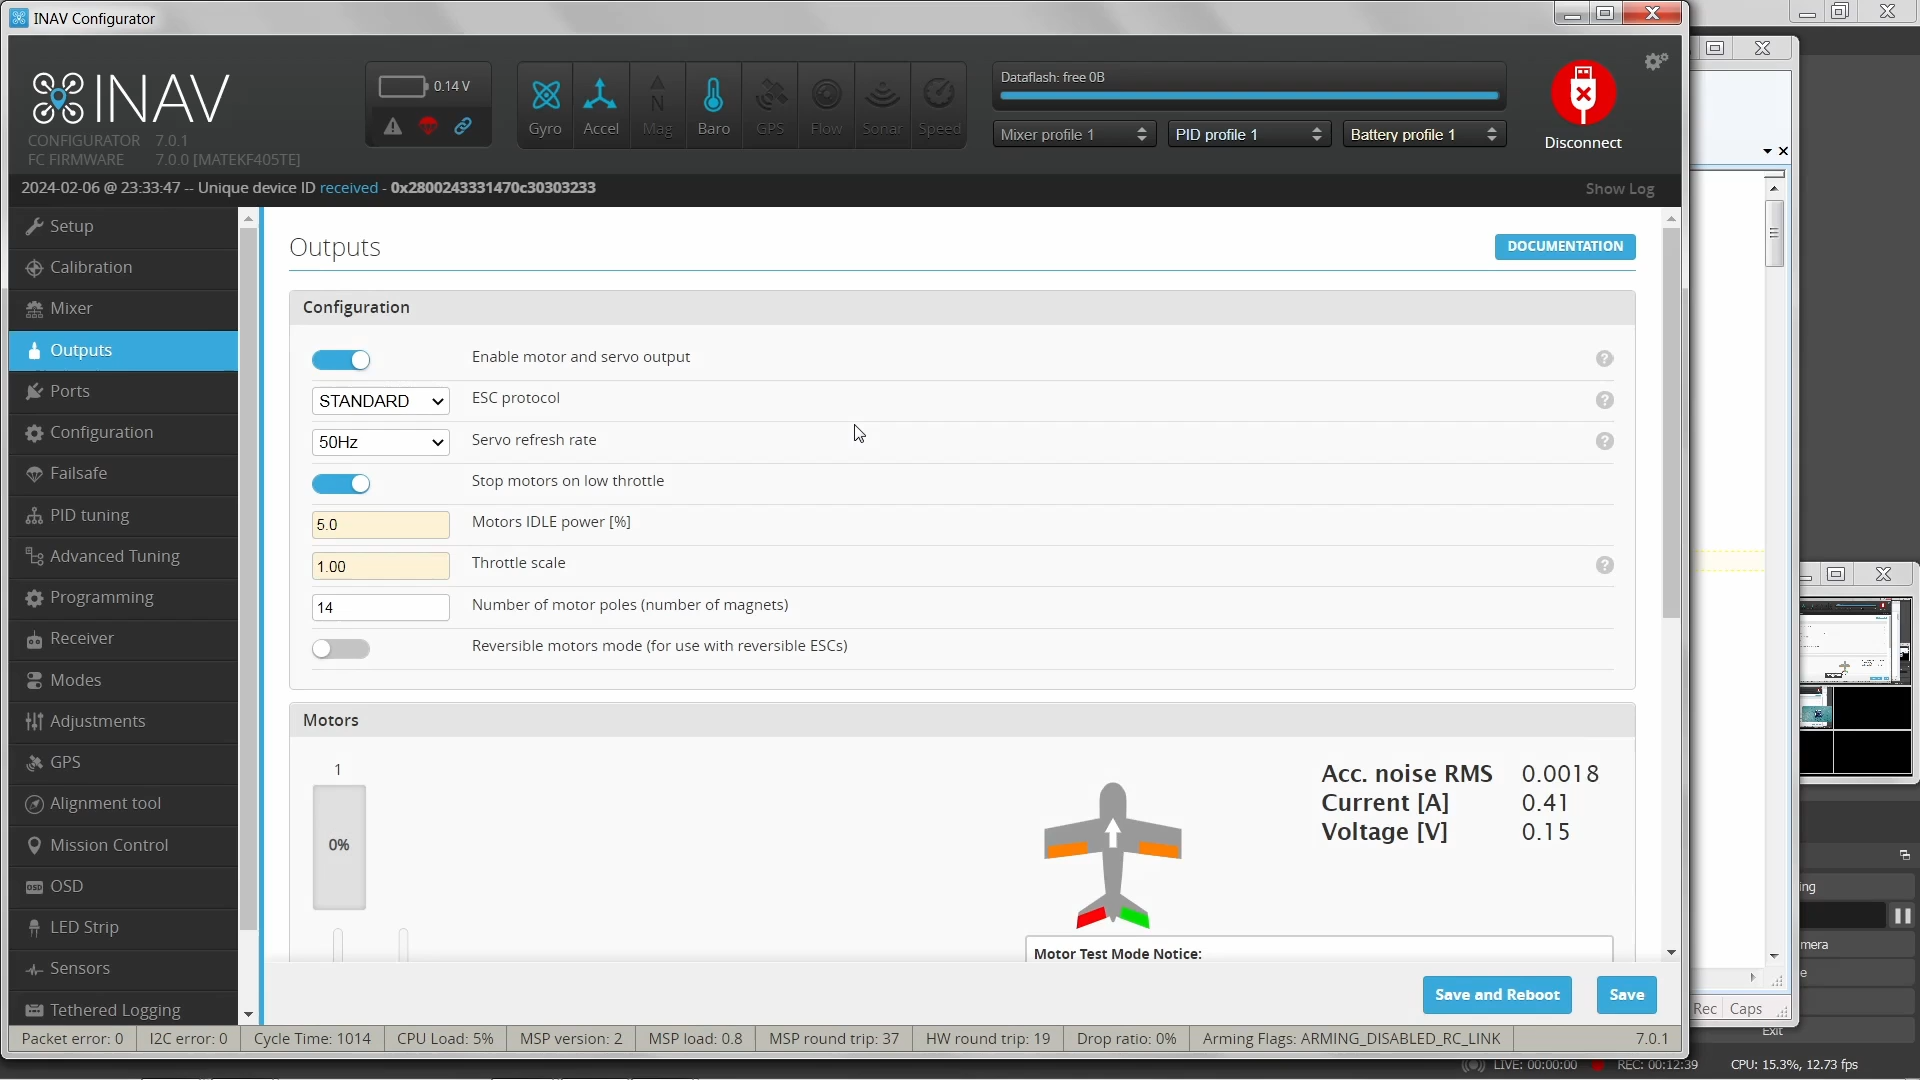 INAV Configurator
INAV
CONFIGURATOR 7.0.1
FC FIRMWARE 7.0.0 [MATEKF405TE]
0.14 V
Gyro
Accel
Mag
Baro
GPS
Flow
Sonar
Speed
Dataflash: free 0B
Mixer profile 1
PID profile 1
Battery profile 1
Disconnect
2024-02-06 @ 23:33:47 -- Unique device ID received - 0x2800243331470c30303233
Show Log
Setup
Calibration
Mixer
Outputs
Ports
Configuration
Failsafe
PID tuning
Advanced Tuning
Programming
Receiver
Modes
Adjustments
GPS
Alignment tool
Mission Control
OSD
LED Strip
Sensors
Tethered Logging
Outputs
DOCUMENTATION
Configuration
Enable motor and servo output
STANDARD ESC protocol
50Hz Servo refresh rate
Stop motors on low throttle
5.0 Motors IDLE power [%]
1.00 Throttle scale
14 Number of motor poles (number of magnets)
Reversible motors mode (for use with reversible ESCs)
Motors
1
0%
Acc. noise RMS 0.0018
Current [A] 0.41
Voltage [V] 0.15
Motor Test Mode Notice:
Save and Reboot
Save
Packet error: 0
I2C error: 0
Cycle Time: 1014
CPU Load: 5%
MSP version: 2
MSP load: 0.8
MSP round trip: 37
HW round trip: 19
Drop ratio: 0%
Arming Flags: ARMING_DISABLED_RC_LINK
7.0.1
ing
mera
e
Rec Caps
Exit
LIVE: 00:00:00
REC: 00:12:39
CPU: 15.3%, 12.73 fps